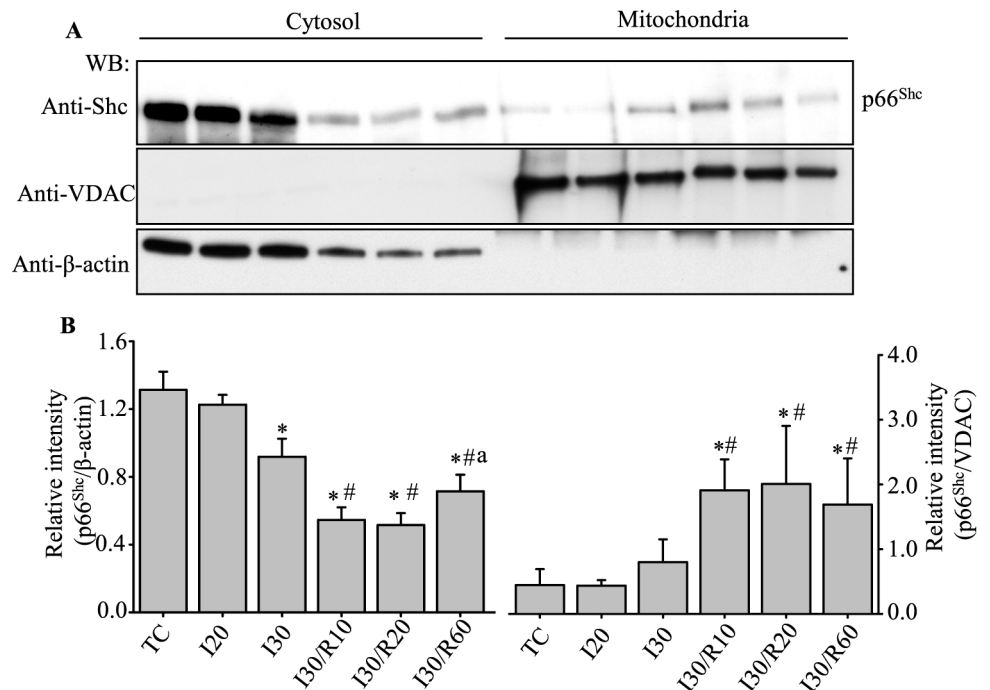 A
Cytosol
Mitochondria
WB:
Anti-Shc
p66Shc
Anti-VDAC
Anti-β-actin
B
Relative intensity
(p66Shc/β-actin)
1.6
1.2
0.8
0.4
0.0
*
* #
* #
*#a
TC
I20
I30
I30/R10
I30/R20
I30/R60
*#
*#
*#
4.0
3.0
2.0
1.0
0.0
Relative intensity
(p66Shc/VDAC)
TC
I20
I30
I30/R10
I30/R20
I30/R60